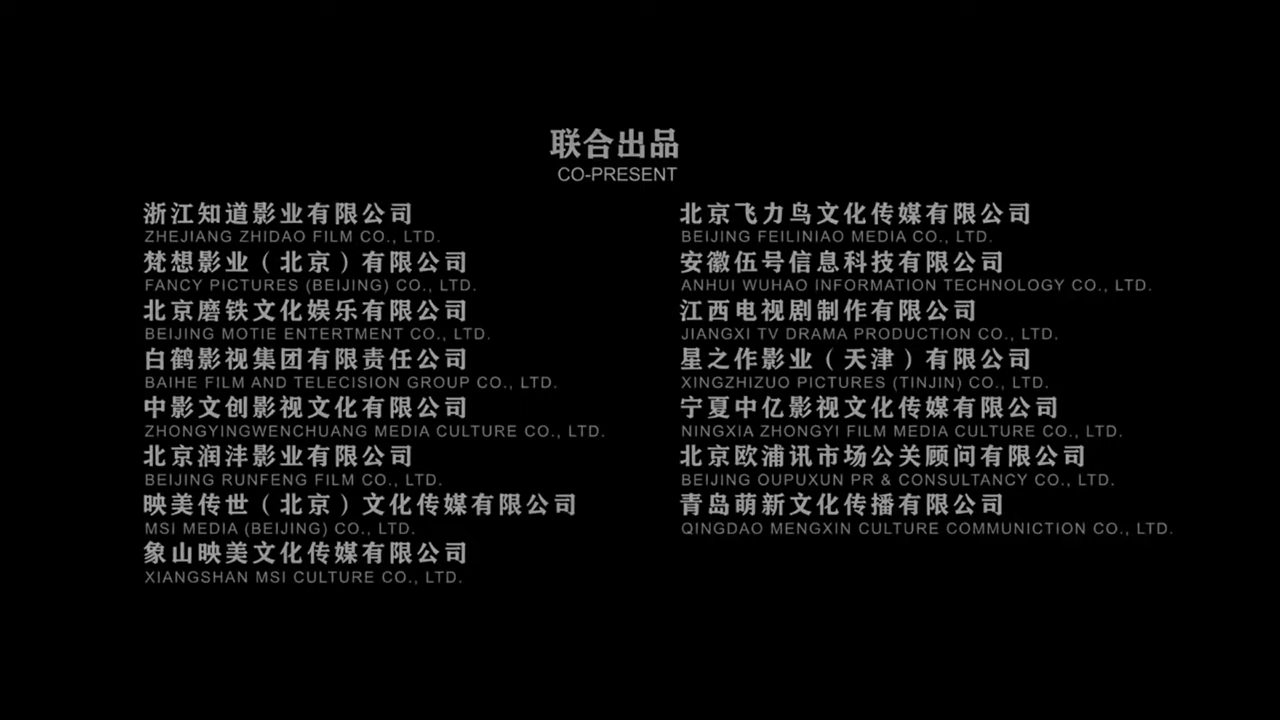 联合出品
CO-PRESENT
浙江知道影业有限公司
ZHEJIANG ZHIDAO FILM CO., LTD.
梵想影业（北京）有限公司
FANCY PICTURES (BEIJING) CO., LTD.
北京磨铁文化娱乐有限公司
BEIJING MOTIE ENTERTMENT CO., LTD.
白鹤影视集团有限责任公司
BAIHE FILM AND TELECISION GROUP CO., LTD.
中影文创影视文化有限公司
ZHONGYINGWENCHUANG MEDIA CULTURE CO., LTD.
北京润沣影业有限公司
BEIJING RUNFENG FILM CO., LTD.
映美传世（北京）文化传媒有限公司
MSI MEDIA (BEIJING) CO., LTD.
象山映美文化传媒有限公司
XIANGSHAN MSI CULTURE CO., LTD.
北京飞力鸟文化传媒有限公司
BEIJING FEILINIAO MEDIA CO., LTD.
安徽伍号信息科技有限公司
ANHUI WUHAO INFORMATION TECHNOLOGY CO., LTD.
江西电视剧制作有限公司
JIANGXI TV DRAMA PRODUCTION CO., LTD.
星之作影业（天津）有限公司
XINGZHIZUO PICTURES (TINJIN) CO., LTD.
宁夏中亿影视文化传媒有限公司
NINGXIA ZHONGYI FILM MEDIA CULTURE CO., LTD.
北京欧浦讯市场公关顾问有限公司
BEIJING OUPUXUN PR & CONSULTANCY CO., LTD.
青岛萌新文化传播有限公司
QINGDAO MENGXIN CULTURE COMMUNICTION CO., LTD.